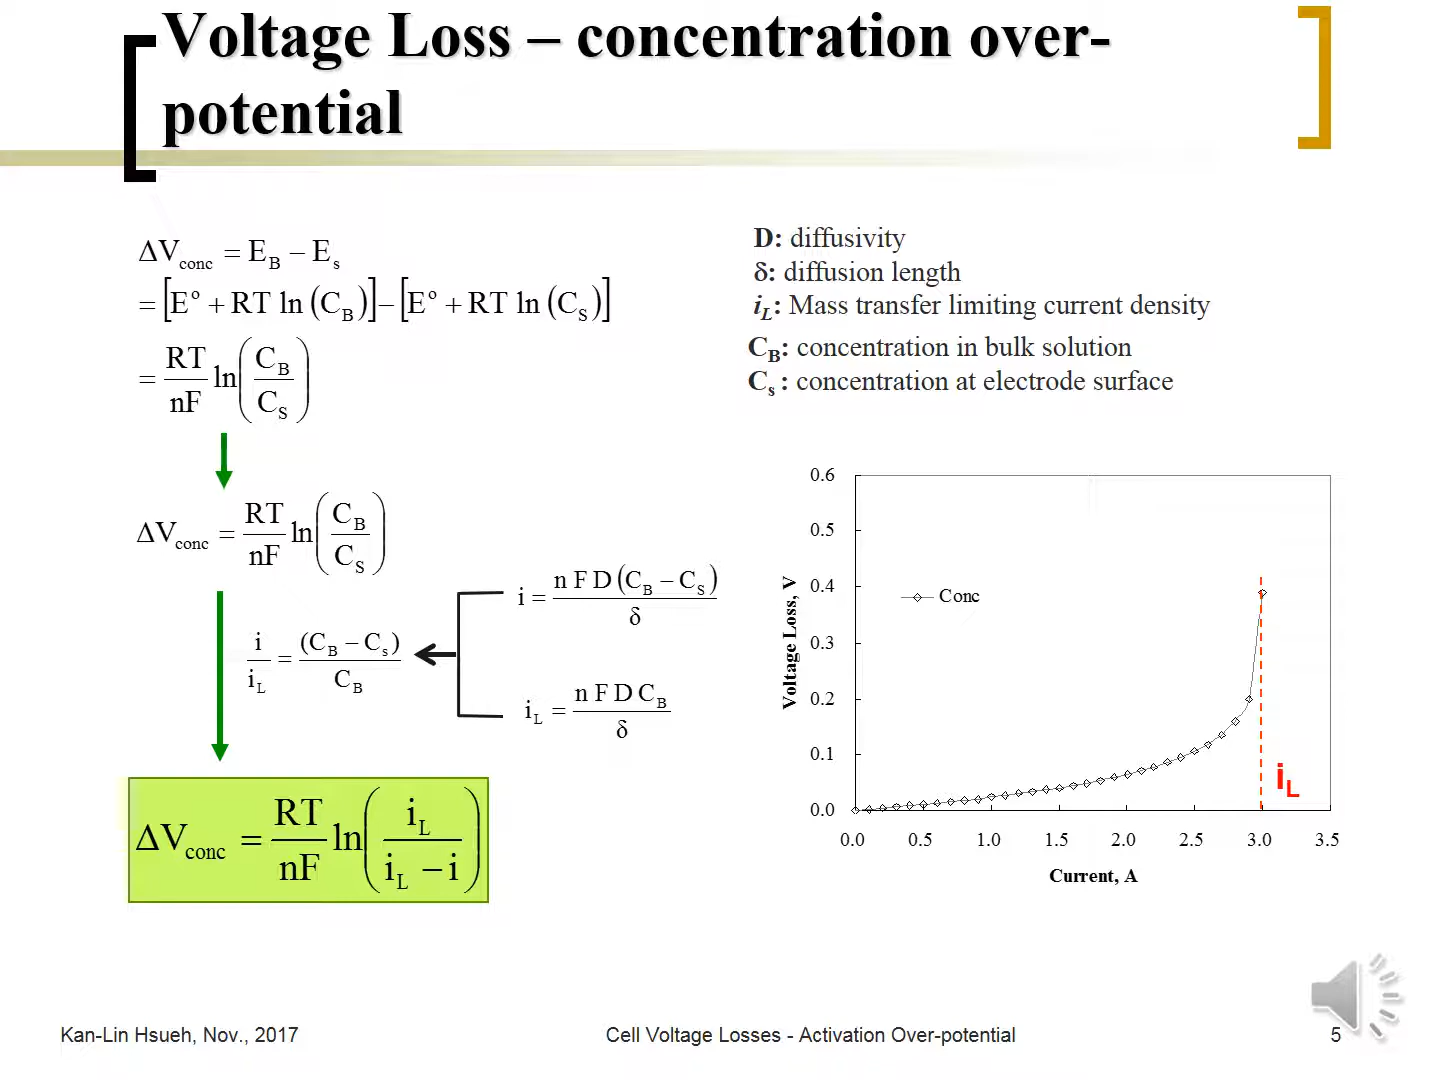 Voltage Loss – concentration over-
potential
ΔV_conc = E_B − E_s
= [E° + RT ln (C_B)] − [E° + RT ln (C_S)]
= RT/nF ln(C_B/C_S)
ΔV_conc = RT/nF ln(C_B/C_S)
i/i_L = (C_B − C_s)/C_B
i = n F D (C_B − C_S)/δ
i_L = n F D C_B/δ
ΔV_conc = RT/nF ln(i_L/(i_L − i))
D: diffusivity
δ: diffusion length
i_L: Mass transfer limiting current density
C_B: concentration in bulk solution
C_s : concentration at electrode surface
Voltage Loss, V
0.6
0.5
0.4
0.3
0.2
0.1
0.0
Conc
i_L
0.0 0.5 1.0 1.5 2.0 2.5 3.0 3.5
Current, A
Kan-Lin Hsueh, Nov., 2017
Cell Voltage Losses - Activation Over-potential
5